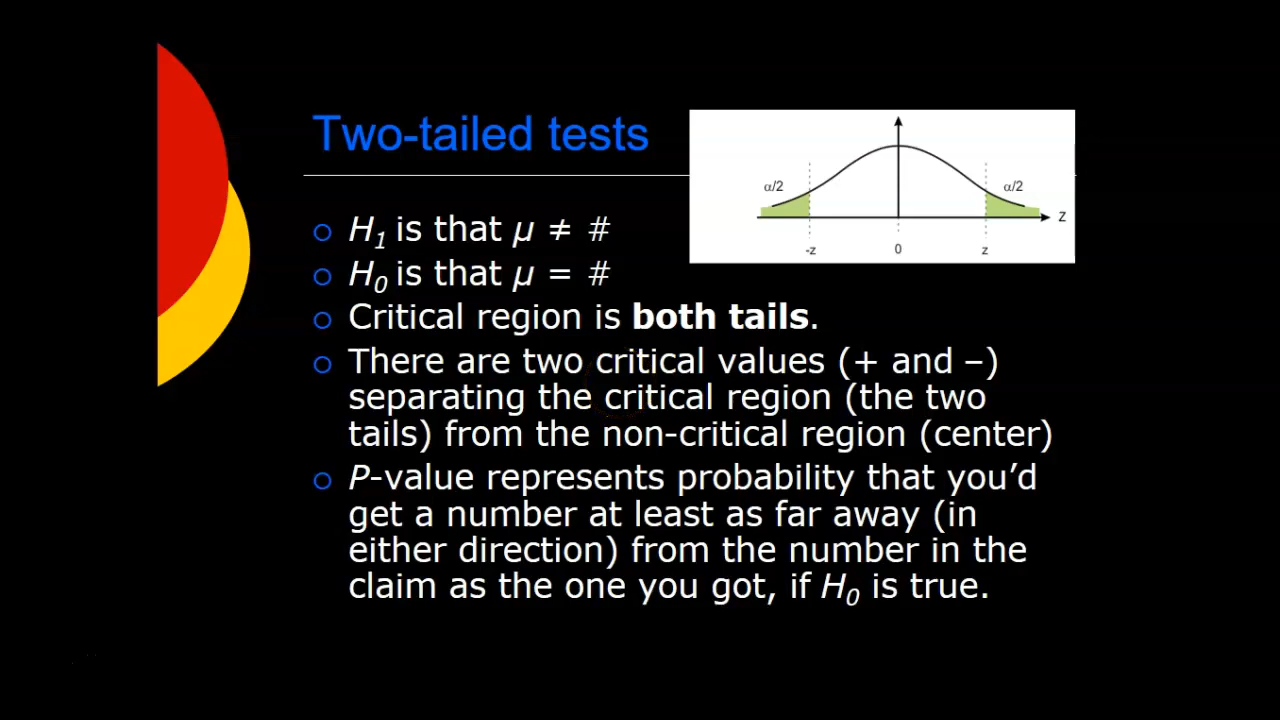 Two-tailed tests
α/2
α/2
Z
-z
0
z
H₁ is that µ ≠ #
H₀ is that µ = #
Critical region is both tails.
There are two critical values (+ and –)
separating the critical region (the two
tails) from the non-critical region (center)
P-value represents probability that you’d
get a number at least as far away (in
either direction) from the number in the
claim as the one you got, if H₀ is true.